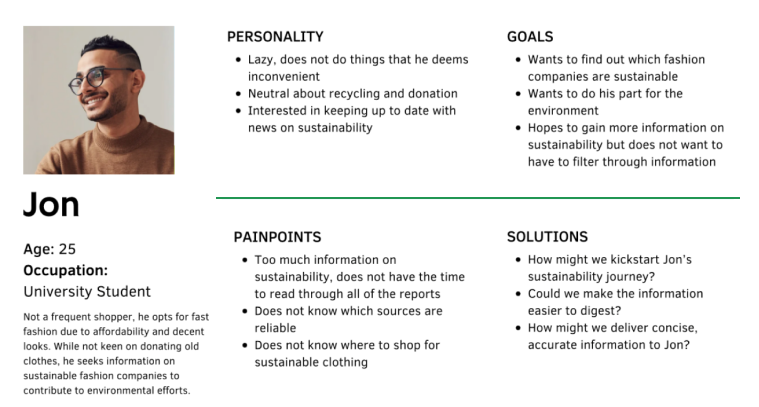 Jon
Age: 25
Occupation:
University Student
Not a frequent shopper, he opts for fast
fashion due to affordability and decent
looks. While not keen on donating old
clothes, he seeks information on
sustainable fashion companies to
contribute to environmental efforts.
PERSONALITY
• Lazy, does not do things that he deems
inconvenient
• Neutral about recycling and donation
• Interested in keeping up to date with
news on sustainability
GOALS
• Wants to find out which fashion
companies are sustainable
• Wants to do his part for the
environment
• Hopes to gain more information on
sustainability but does not want to
have to filter through information
PAINPOINTS
• Too much information on
sustainability, does not have the time
to read through all of the reports
• Does not know which sources are
reliable
• Does not know where to shop for
sustainable clothing
SOLUTIONS
• How might we kickstart Jon's
sustainability journey?
• Could we make the information
easier to digest?
• How might we deliver concise,
accurate information to Jon?